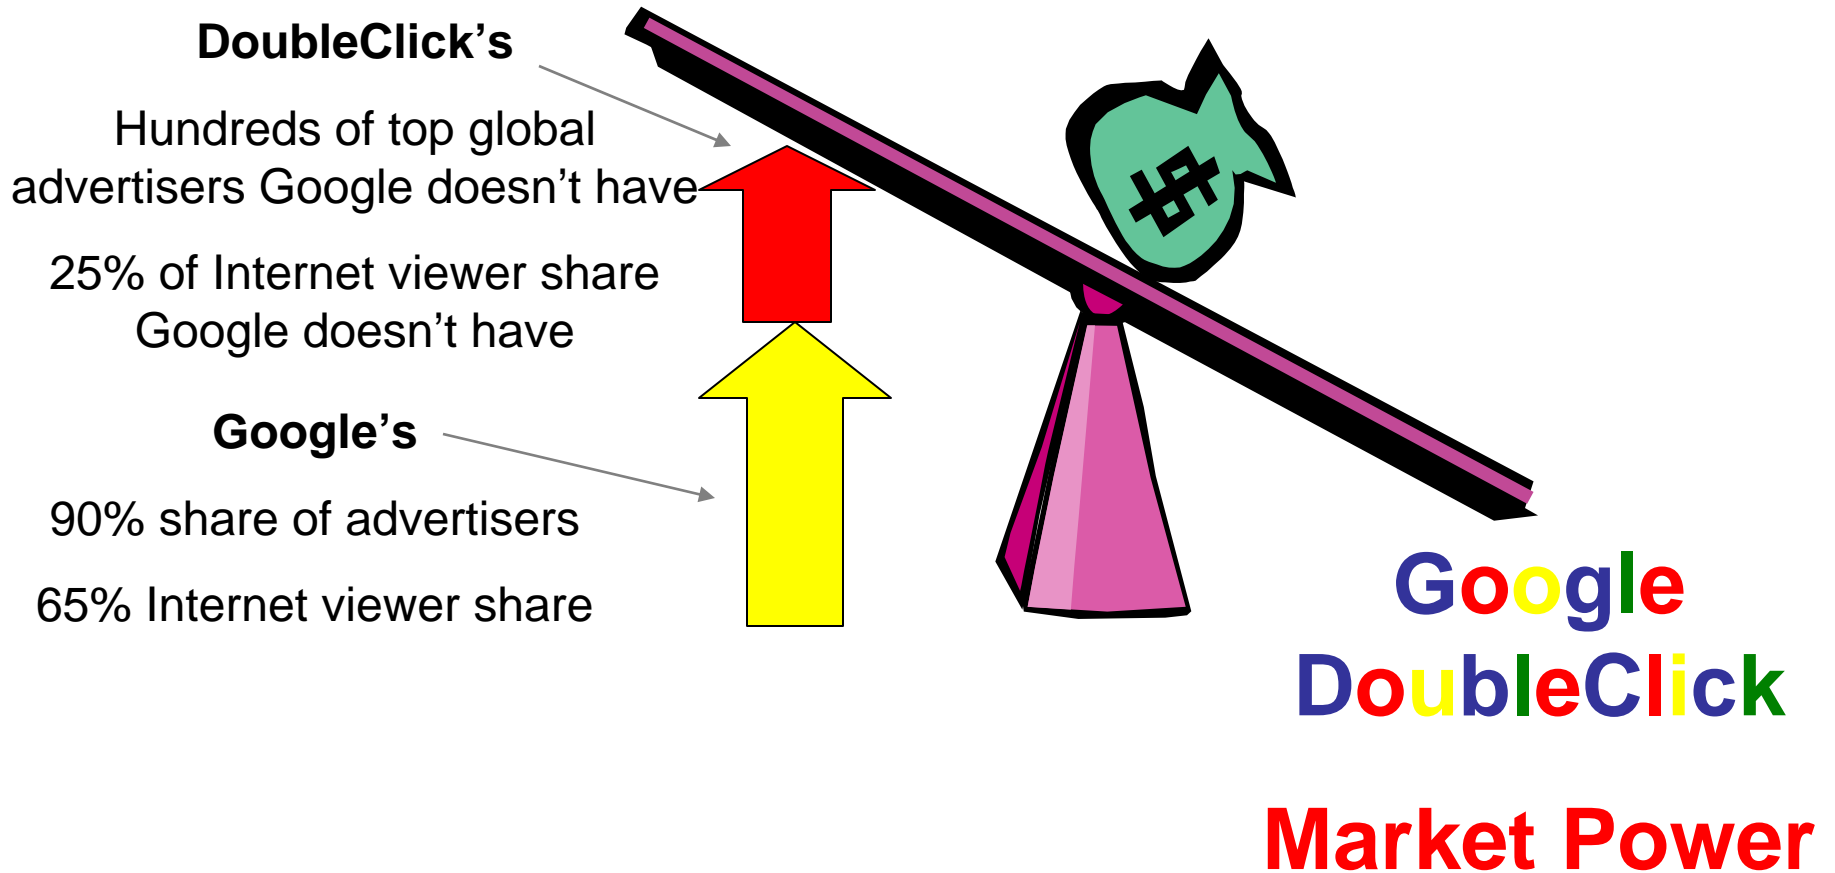 DoubleClick’s
Hundreds of top global
advertisers Google doesn’t have
25% of Internet viewer share
Google doesn’t have
Google’s
90% share of advertisers
65% Internet viewer share
$
Google
DoubleClick
Market Power